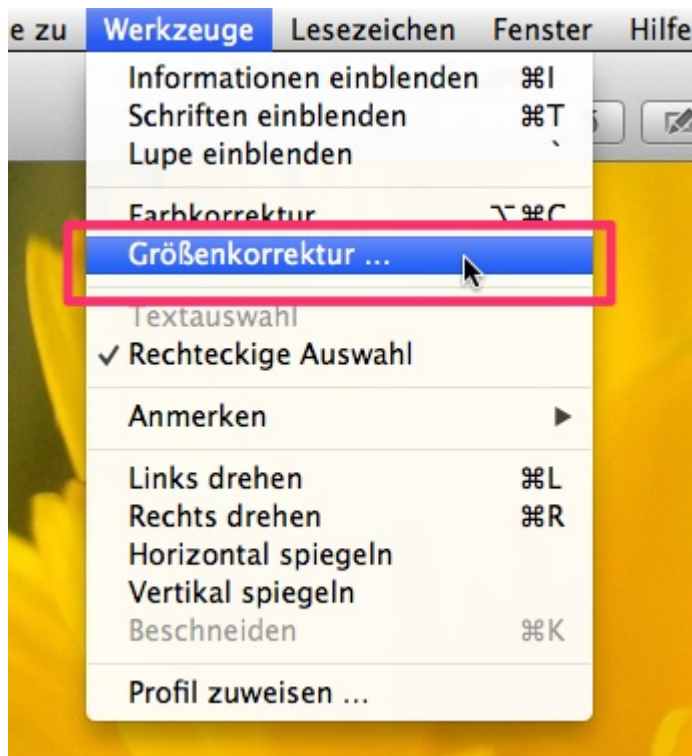 e zu Werkzeuge Lesezeichen Fenster Hilfe
Informationen einblenden ⌘I
Schriften einblenden ⌘T
Lupe einblenden `
Farbkorrektur ⌥⌘C
Größenkorrektur ...
Textauswahl
✓ Rechteckige Auswahl
Anmerken ▶
Links drehen ⌘L
Rechts drehen ⌘R
Horizontal spiegeln
Vertikal spiegeln
Beschneiden ⌘K
Profil zuweisen ...